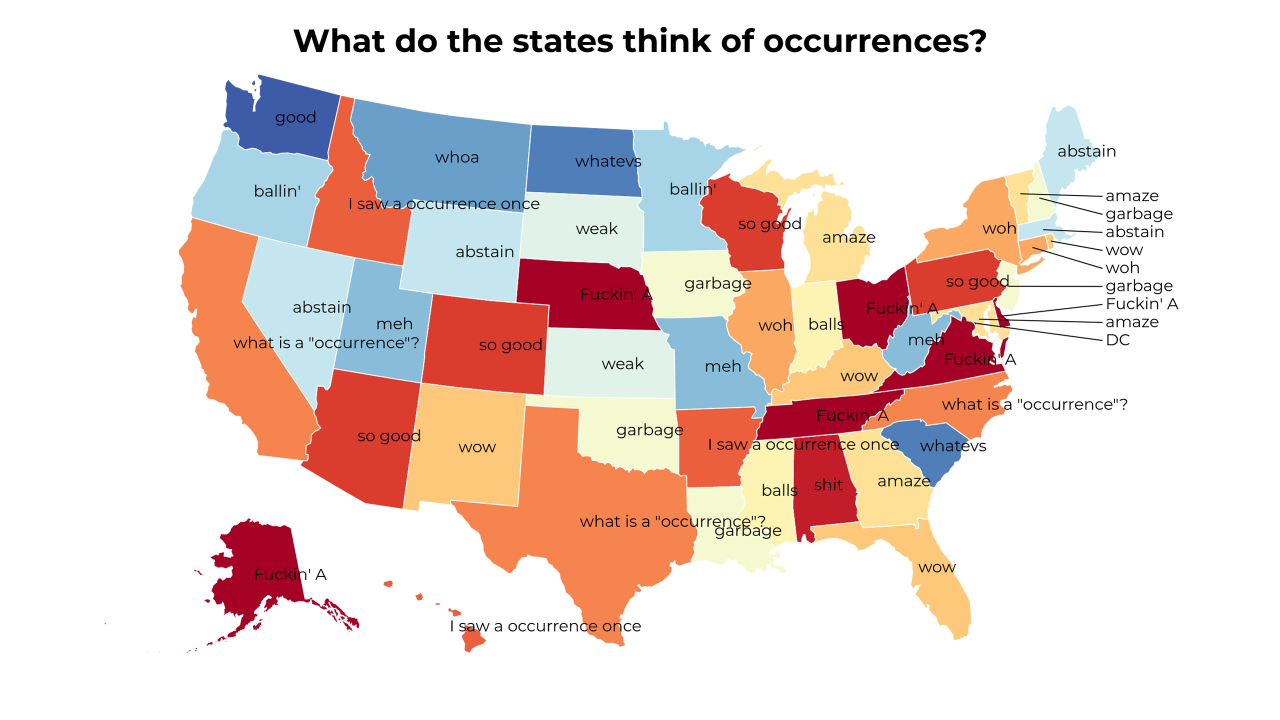 What do the states think of occurrences?
good
whoa
whatevs
abstain
ballin'
ballin'
amaze
I saw a occurrence once
garbage
so good
weak
woh
abstain
amaze
wow
abstain
woh
garbage
so good
garbage
Fuckin' A
Fuckin' A
Fuckin' A
abstain
meh
woh
balls
amaze
what is a "occurrence"?
so good
meh
DC
weak
meh
wow
Fuckin' A
what is a "occurrence"?
Fuckin' A
so good
wow
garbage
I saw a occurrence once
whatevs
balls
shit
amaze
what is a "occurrence"?
garbage
wow
Fuckin' A
I saw a occurrence once